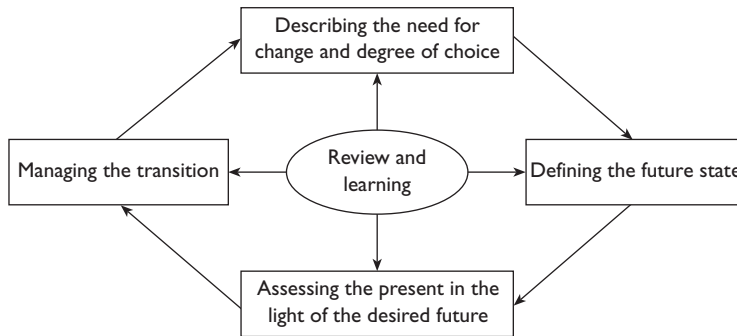 Describing the need for
change and degree of choice
Managing the transition
Review and
learning
Defining the future state
Assessing the present in the
light of the desired future